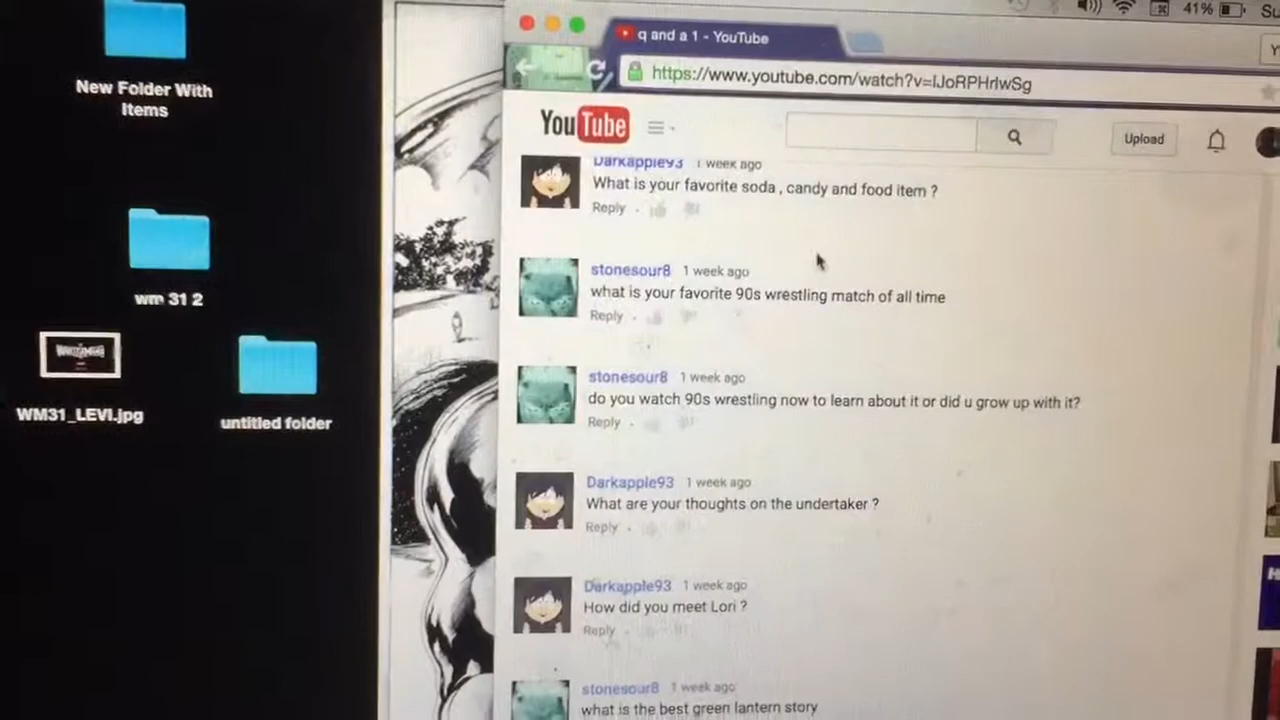 New Folder With
Items
wm 31 2
WM31_LEVI.jpg
untitled folder
41%
Su
q and a 1 - YouTube
https://www.youtube.com/watch?v=IJoRPHrIwSg
YouTube
Upload
Darkapple93 1 week ago
What is your favorite soda , candy and food item ?
Reply
stonesour8 1 week ago
what is your favorite 90s wrestling match of all time
Reply
stonesour8 1 week ago
do you watch 90s wrestling now to learn about it or did u grow up with it?
Reply
Darkapple93 1 week ago
What are your thoughts on the undertaker ?
Reply
Darkapple93 1 week ago
How did you meet Lori ?
Reply
stonesour8 1 week ago
what is the best green lantern story